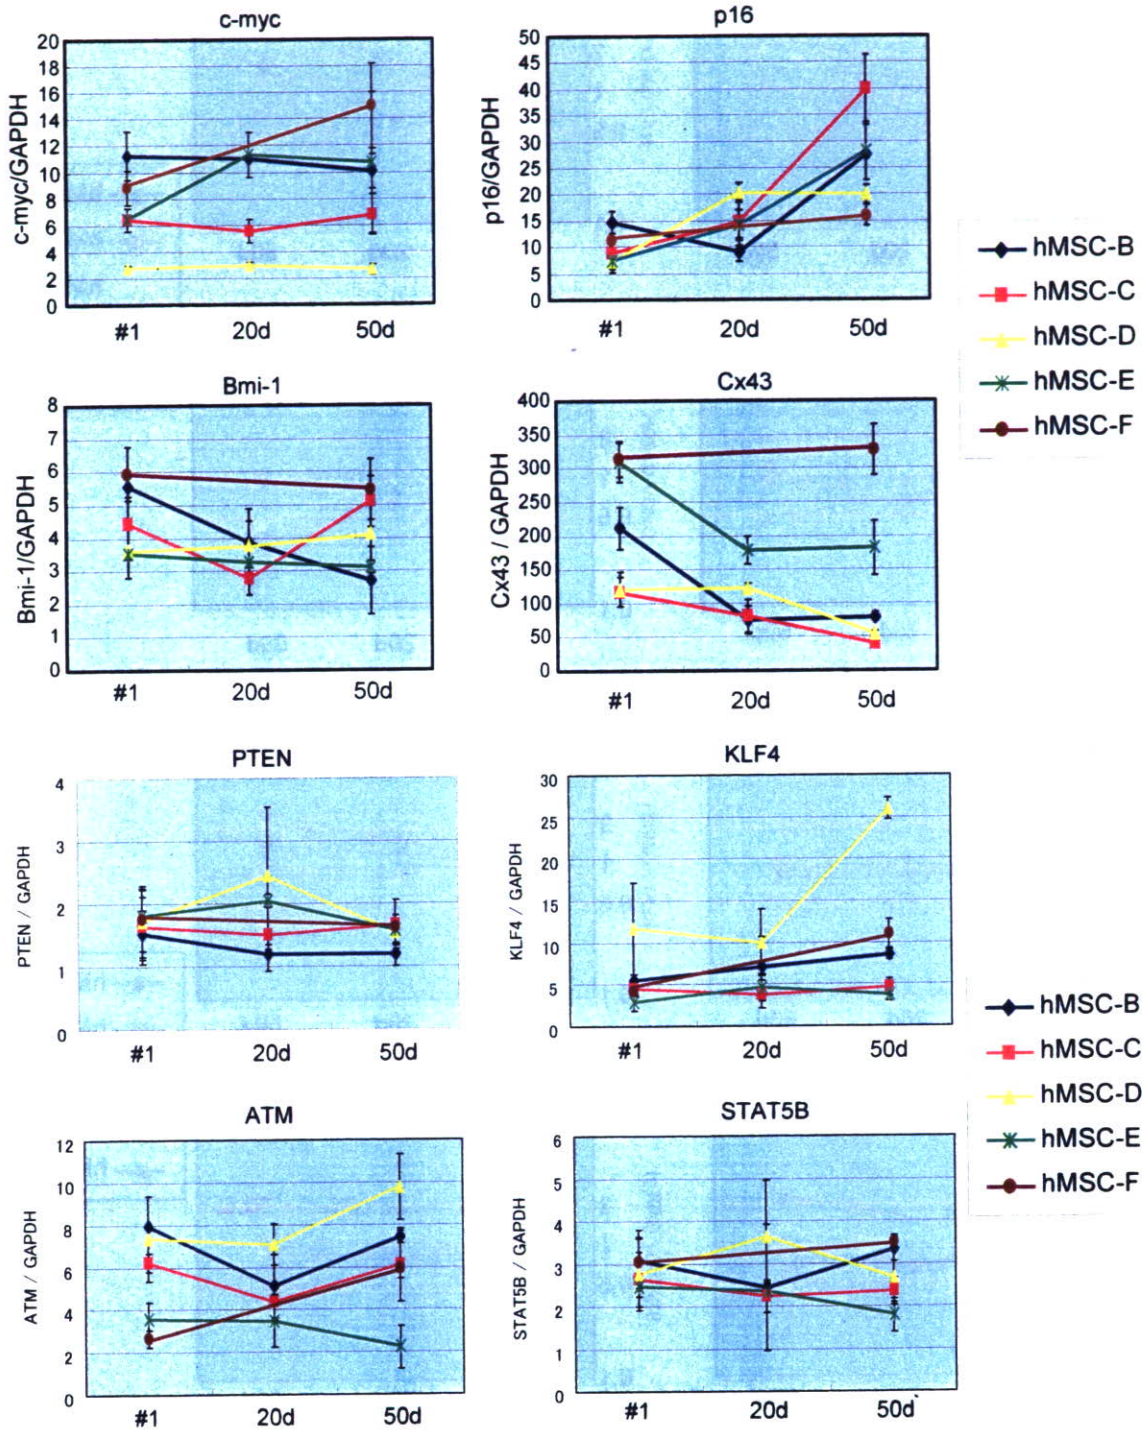 c-myc
c-myc/GAPDH
20
18
16
14
12
10
8
6
4
2
0
#1 20d 50d
p16
p16/GAPDH
50
45
40
35
30
25
20
15
10
5
0
#1 20d 50d
hMSC-B
hMSC-C
hMSC-D
hMSC-E
hMSC-F
Bmi-1
Bmi-1/GAPDH
8
7
6
5
4
3
2
1
0
#1 20d 50d
Cx43
Cx43 / GAPDH
400
350
300
250
200
150
100
50
0
#1 20d 50d
PTEN
PTEN / GAPDH
4
3
2
1
0
#1 20d 50d
KLF4
KLF4 / GAPDH
30
25
20
15
10
5
0
#1 20d 50d
hMSC-B
hMSC-C
hMSC-D
hMSC-E
hMSC-F
ATM
ATM / GAPDH
12
10
8
6
4
2
0
#1 20d 50d
STAT5B
STAT5B / GAPDH
6
5
4
3
2
1
0
#1 20d 50d